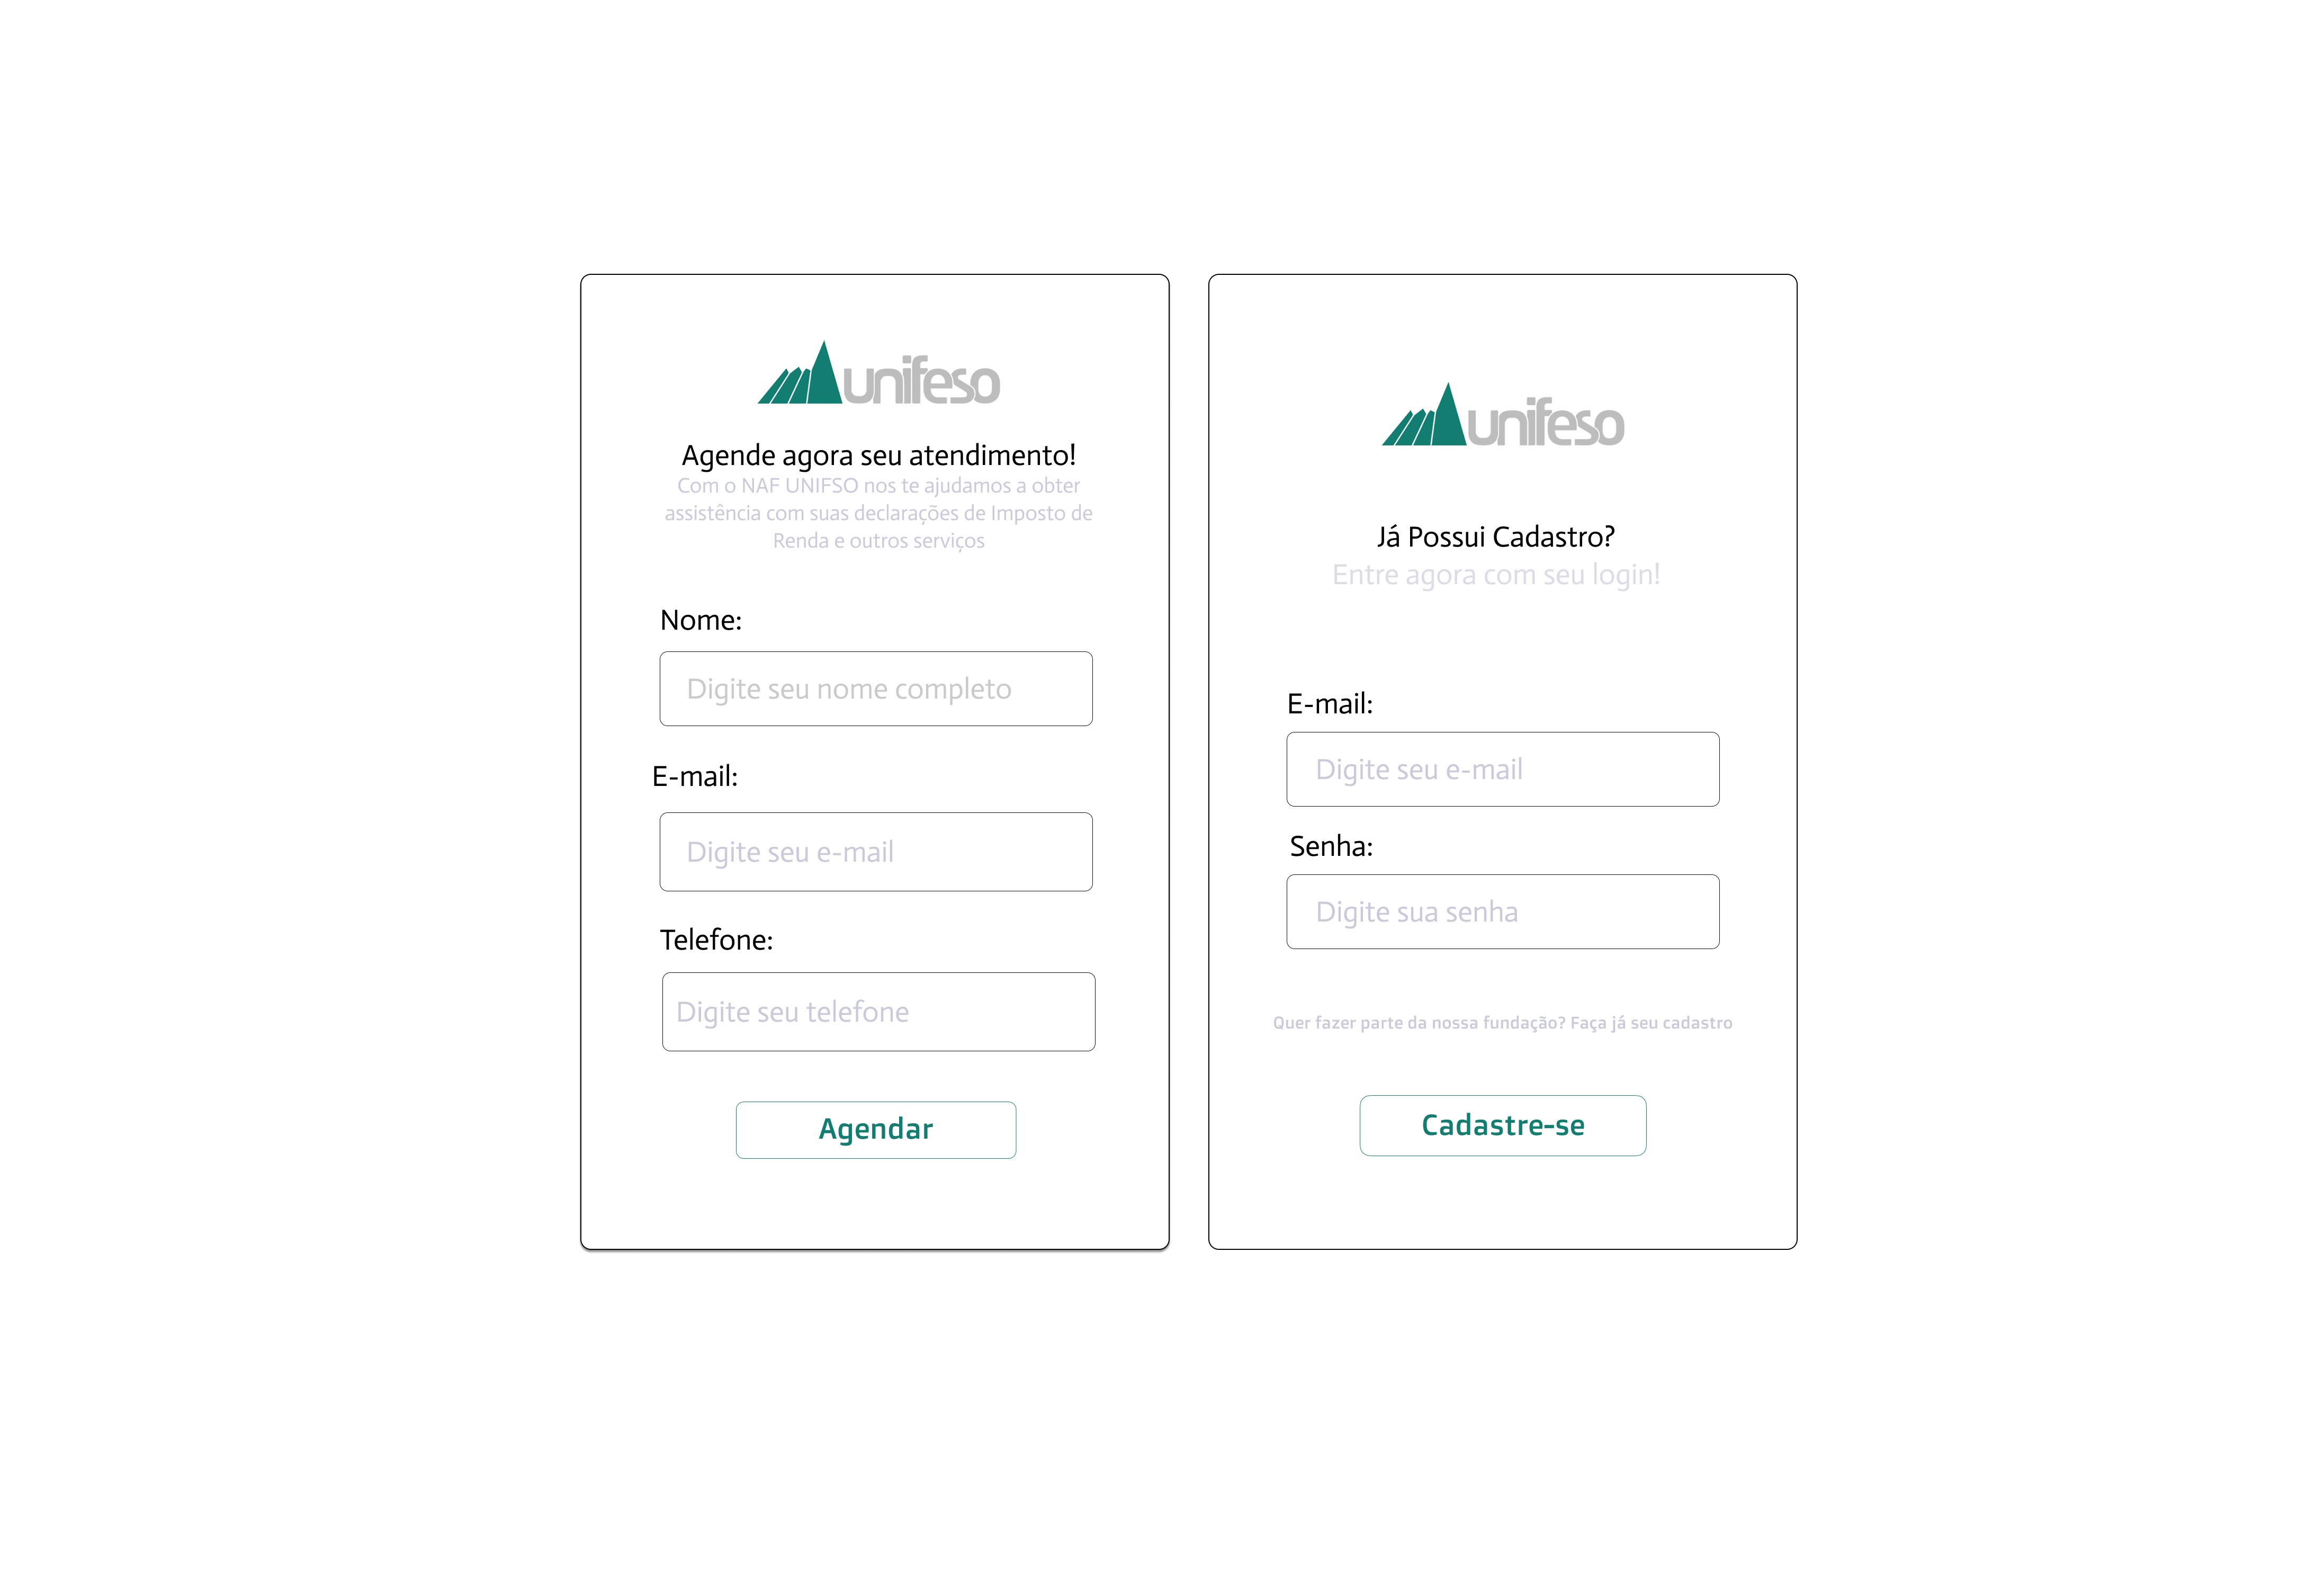 unifeso
Agende agora seu atendimento!
Com o NAF UNIFSO nos te ajudamos a obter
assistência com suas declarações de Imposto de
Renda e outros serviços
Nome:
Digite seu nome completo
E-mail:
Digite seu e-mail
Telefone:
Digite seu telefone
Agendar
unifeso
Já Possui Cadastro?
Entre agora com seu login!
E-mail:
Digite seu e-mail
Senha:
Digite sua senha
Quer fazer parte da nossa fundação? Faça já seu cadastro
Cadastre-se